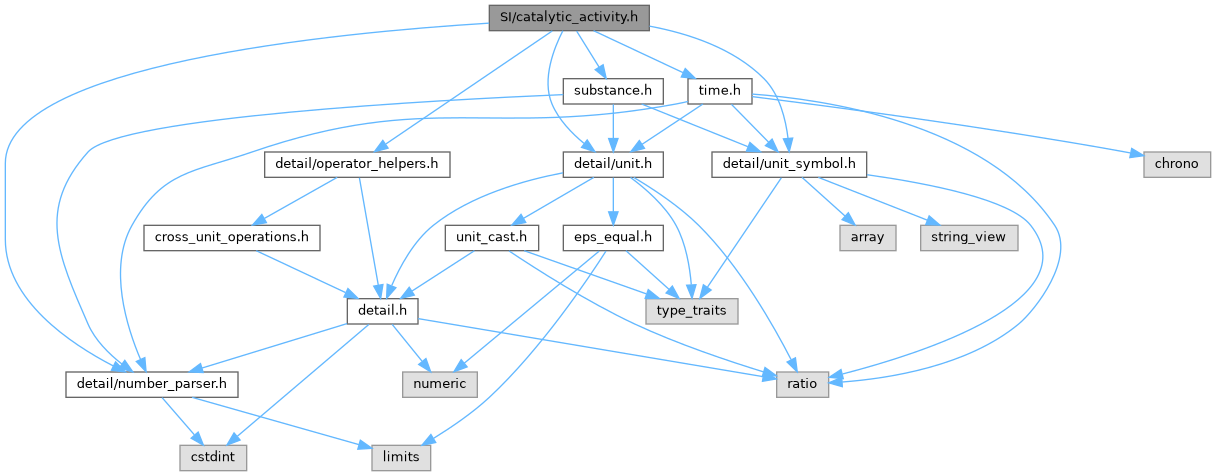 SI/catalytic_activity.h
substance.h
time.h
detail/operator_helpers.h
detail/unit.h
detail/unit_symbol.h
chrono
cross_unit_operations.h
unit_cast.h
eps_equal.h
array
string_view
detail.h
type_traits
detail/number_parser.h
numeric
ratio
cstdint
limits